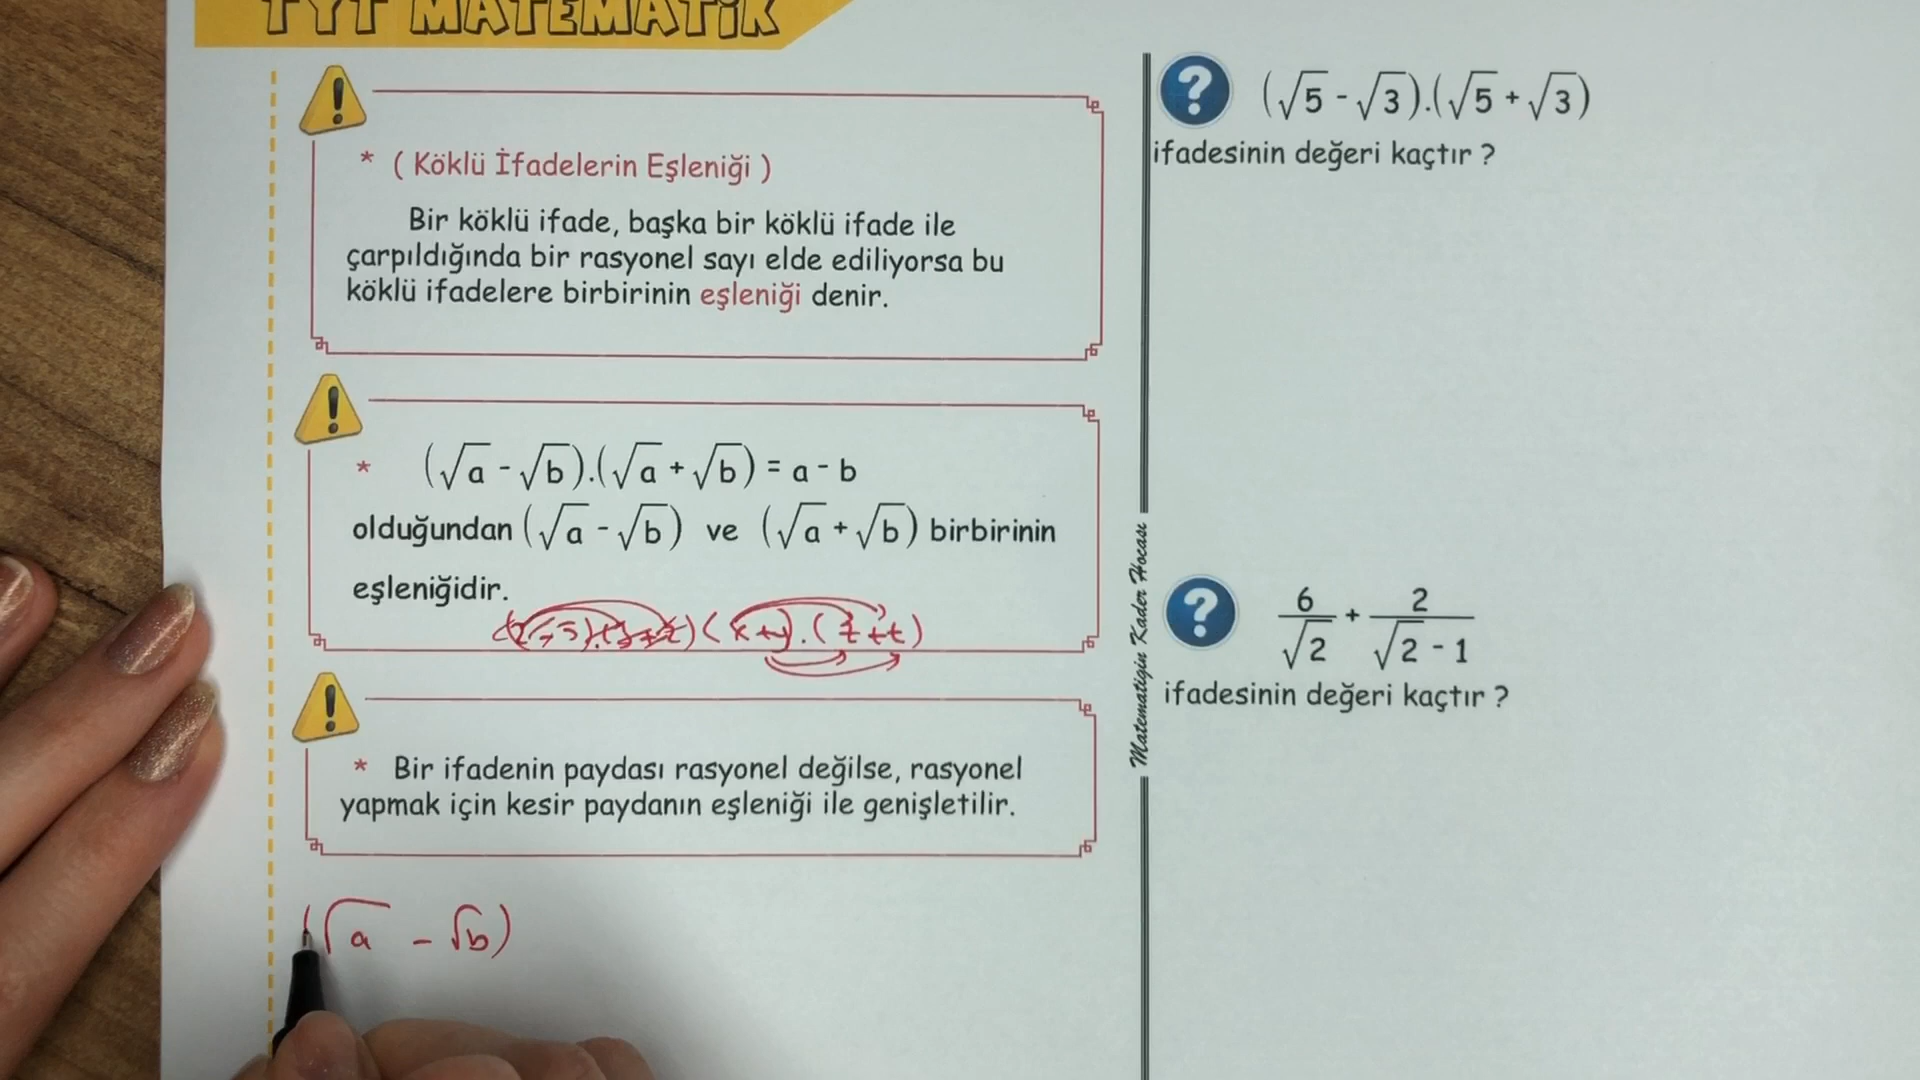 TYT MATEMATİK
* ( Köklü İfadelerin Eşleniği )
Bir köklü ifade, başka bir köklü ifade ile
çarpıldığında bir rasyonel sayı elde ediliyorsa bu
köklü ifadelere birbirinin eşleniği denir.
* (√a - √b).(√a + √b) = a - b
olduğundan (√a - √b) ve (√a + √b) birbirinin
eşleniğidir.
(x+y).(z+t)
* Bir ifadenin paydası rasyonel değilse, rasyonel
yapmak için kesir paydanın eşleniği ile genişletilir.
(√a - √b)
Matematiğin Kader Hocası
(√5 - √3).(√5 + √3)
ifadesinin değeri kaçtır ?
6/√2 + 2/(√2 - 1)
ifadesinin değeri kaçtır ?